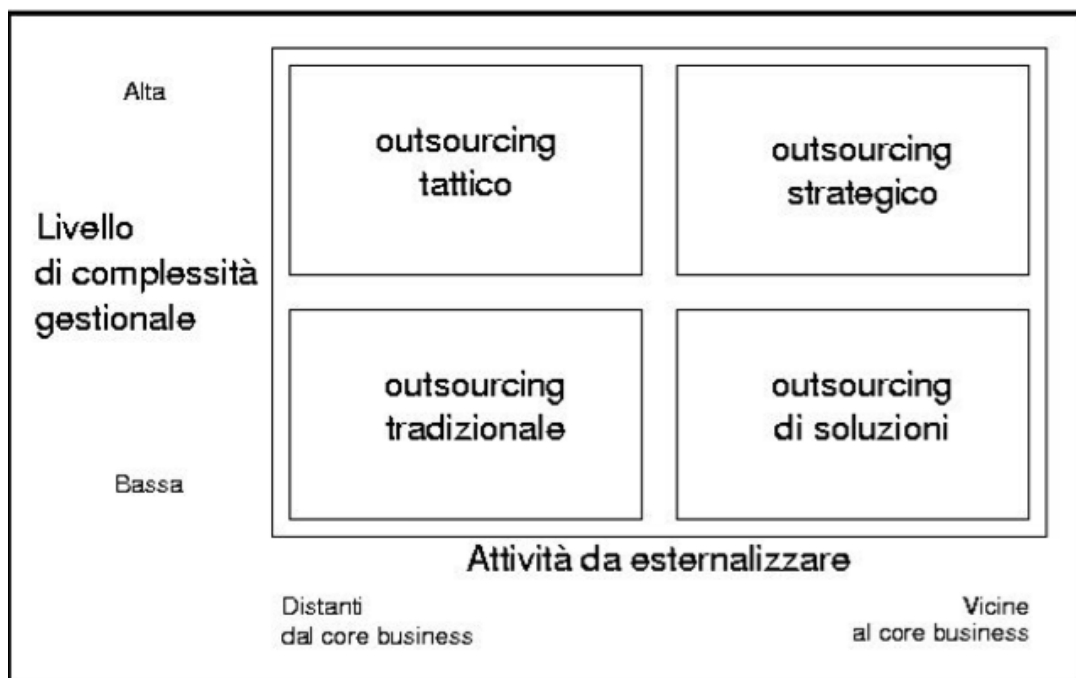 Alta
outsourcing
tattico
outsourcing
strategico
Livello
di complessità
gestionale
outsourcing
tradizionale
outsourcing
di soluzioni
Bassa
Attività da esternalizzare
Distanti
dal core business
Vicine
al core business